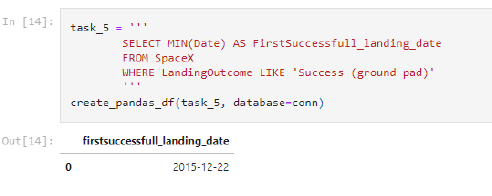 In [14]:
task_5 = '''
SELECT MIN(Date) AS FirstSuccessfull_landing_date
FROM SpaceX
WHERE LandingOutcome LIKE 'Success (ground pad)'
'''
create_pandas_df(task_5, database=conn)
Out[14]:
firstsuccessfull_landing_date
0 2015-12-22